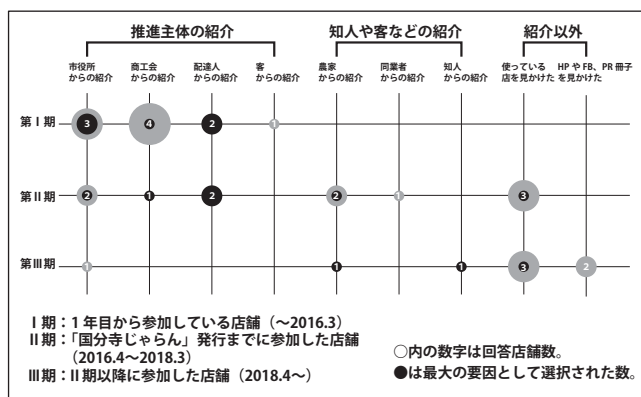 推進主体の紹介 知人や客などの紹介 紹介以外
市役所からの紹介 商工会からの紹介 配達人からの紹介 客からの紹介 農家からの紹介 同業者からの紹介 知人からの紹介 使っている店を見かけた HPやFB、PR冊子を見かけた
第Ⅰ期 3 4 2 1
第Ⅱ期 2 1 2 2 1 3
第Ⅲ期 1 1 1 3 2
Ⅰ期：1年目から参加している店舗（〜2016.3）
Ⅱ期：「国分寺じゃらん」発行までに参加した店舗
（2016.4〜2018.3）
Ⅲ期：Ⅱ期以降に参加した店舗（2018.4〜）
○内の数字は回答店舗数。
●は最大の要因として選択された数。